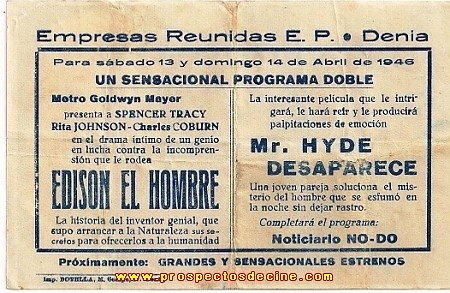 Empresas Reunidas E. P. • Denia
Para sábado 13 y domingo 14 de Abril de 1946
UN SENSACIONAL PROGRAMA DOBLE
Metro Goldwyn Mayer
presenta a SPENCER TRACY
Rita JOHNSON - Charles COBURN
en el drama íntimo de un genio
en lucha contra la incompren-
sión que le rodea
EDISON EL HOMBRE
La historia del inventor genial, que
supo arrancar a la Naturaleza sus se-
cretos para ofrecerlos a la humanidad
La interesante película que le intri-
gará, le hará reír y le producirá
palpitaciones de emoción
Mr. HYDE
DESAPARECE
Una joven pareja soluciona el mis-
terio del hombre que se esfumó en
la noche sin dejar rastro.
Completará el programa:
Noticiario NO-DO
Próximamente: GRANDES Y SENSACIONALES ESTRENOS
Imp. BOTELLA, M.
www.prospectosdecine.com